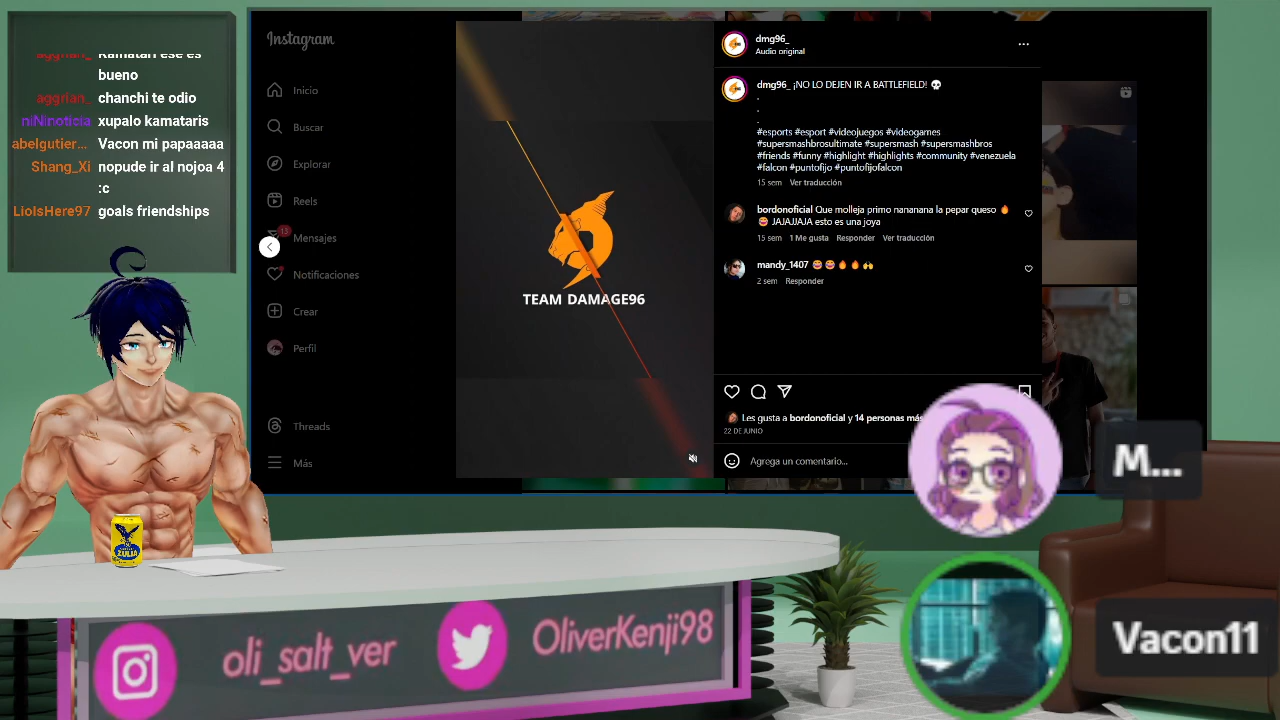 aggrian_ Kamatari ese es
bueno
aggrian_ chanchi te odio
niNinoticia xupalo kamataris
abelgutier... Vacon mi papaaaaa
Shang_Xi nopude ir al nojoa 4
:c
LioIsHere97 goals friendships
Instagram
Inicio
Buscar
Explorar
Reels
13
Mensajes
Notificaciones
Crear
Perfil
Threads
Más
TEAM DAMAGE96
dmg96_
Audio original
dmg96_ ¡NO LO DEJEN IR A BATTLEFIELD! 💀
.
.
.
#esports #esport #videojuegos #videogames
#supersmashbrosultimate #supersmash #supersmashbros
#friends #funny #highlight #highlights #community #venezuela
#falcon #puntofijo #puntofijofalcon
15 sem Ver traducción
bordonoficial Que molleja primo nananana la pepar queso 🔥
😂 JAJAJJAJA esto es una joya
15 sem 1 Me gusta Responder Ver traducción
mandy_1407 😂😂🔥🔥🙌
2 sem Responder
Les gusta a bordonoficial y 14 personas más
22 DE JUNIO
Agrega un comentario...
M...
Vacon11
ZULIA
oli_salt_ver
OliverKenji98